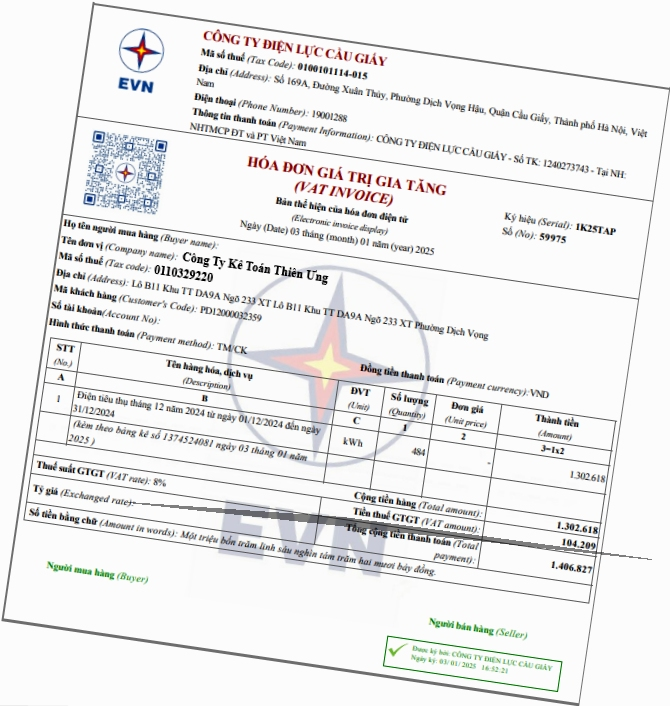 EVN
CÔNG TY ĐIỆN LỰC CẦU GIẤY
Mã số thuế (Tax Code): 0100101114-015
Địa chỉ (Address): Số 169A, Đường Xuân Thủy, Phường Dịch Vọng Hậu, Quận Cầu Giấy, Thành phố Hà Nội, Việt
Nam
Điện thoại (Phone Number): 19001288
Thông tin thanh toán (Payment Information): CÔNG TY ĐIỆN LỰC CẦU GIẤY - Số TK: 1240273743 - Tại NH:
NHTMCP ĐT và PT Việt Nam
HÓA ĐƠN GIÁ TRỊ GIA TĂNG
(VAT INVOICE)
Bản thể hiện của hóa đơn điện tử
(Electronic invoice display)
Ngày (Date) 03 tháng (month) 01 năm (year) 2025
Ký hiệu (Serial): 1K25TAP
Số (No): 59975
Họ tên người mua hàng (Buyer name):
Tên đơn vị (Company name): Công Ty Kế Toán Thiên Ưng
Mã số thuế (Tax code): 0110329220
Địa chỉ (Address): Lô B11 Khu TT DA9A Ngõ 233 XT Lô B11 Khu TT DA9A Ngõ 233 XT Phường Dịch Vọng
Mã khách hàng (Customer's Code): PD12000032359
Số tài khoản(Account No):
Hình thức thanh toán (Payment method): TM/CK
Đồng tiền thanh toán (Payment currency):VND
STT (No.) Tên hàng hóa, dịch vụ (Description) ĐVT (Unit) Số lượng (Quantity) Đơn giá (Unit price) Thành tiền (Amount)
A B C 1 2 3=1x2
1 Điện tiêu thụ tháng 12 năm 2024 từ ngày 01/12/2024 đến ngày
31/12/2024
(kèm theo bảng kê số 1374524081 ngày 03 tháng 01 năm
2025 )
kWh 484 - 1.302.618
Cộng tiền hàng (Total amount): 1.302.618
Thuế suất GTGT (VAT rate): 8% Tiền thuế GTGT (VAT amount): 104.209
Tỷ giá (Exchanged rate):- Tổng cộng tiền thanh toán (Total
payment): 1.406.827
Số tiền bằng chữ (Amount in words): Một triệu bốn trăm linh sáu nghìn tám trăm hai mươi bảy đồng.
EVN
Người mua hàng (Buyer)
Người bán hàng (Seller)
Được ký bởi: CÔNG TY ĐIỆN LỰC CẦU GIẤY
Ngày ký: 03/ 01/ 2025 16:52:21